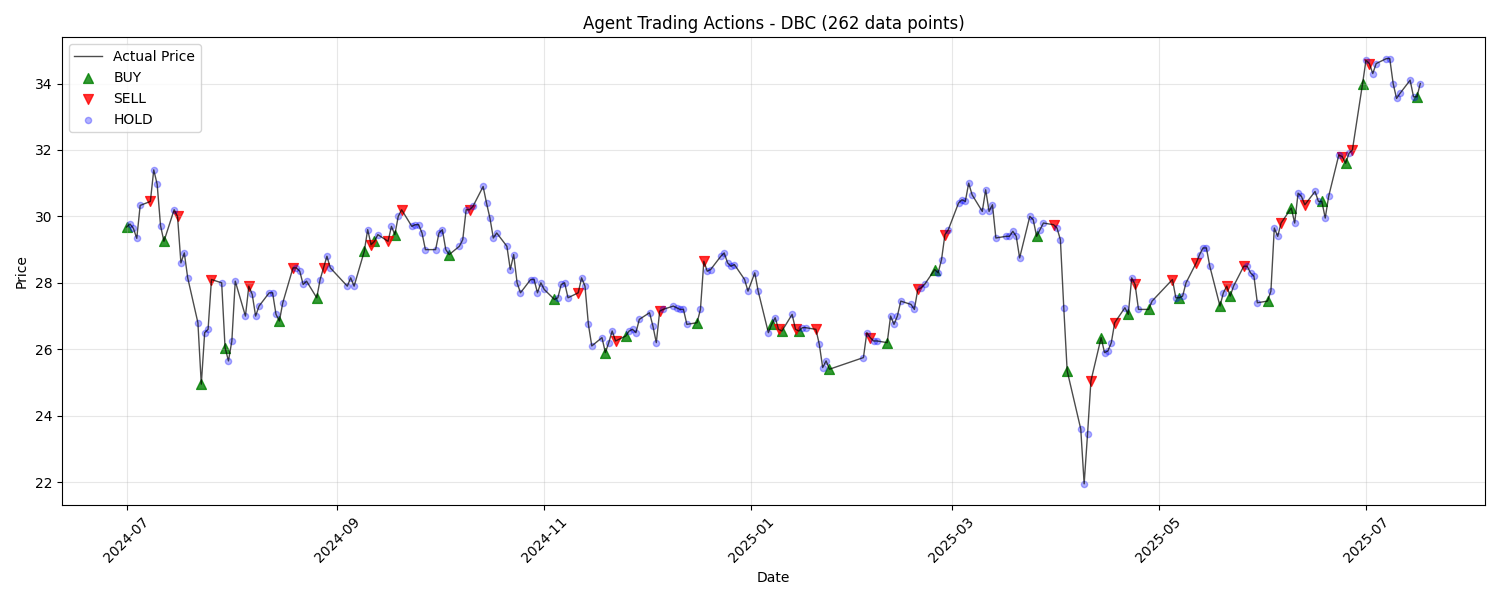 Agent Trading Actions - DBC (262 data points)
Actual Price
BUY
SELL
HOLD
Price
34
32
30
28
26
24
22
2024-07
2024-09
2024-11
2025-01
2025-03
2025-05
2025-07
Date